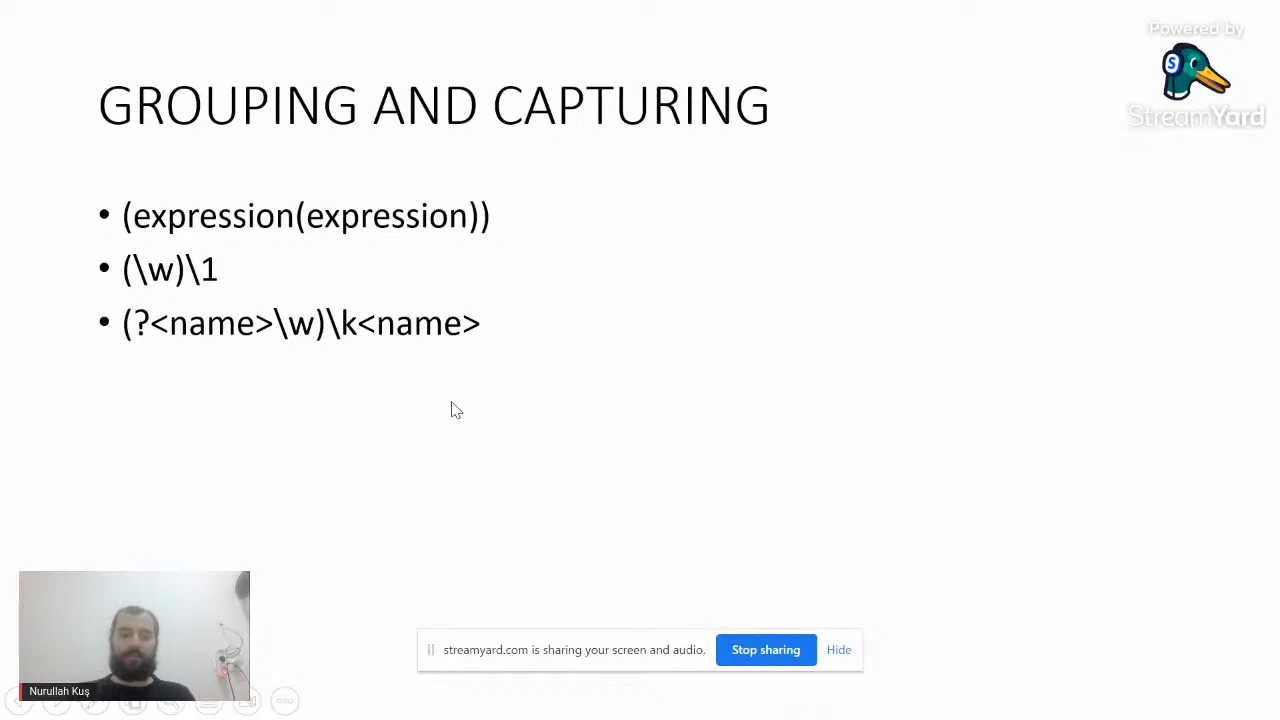 Powered by
StreamYard
GROUPING AND CAPTURING
• (expression(expression))
• (\w)\1
• (?<name>\w)\k<name>
streamyard.com is sharing your screen and audio. Stop sharing Hide
Nurullah Kuş